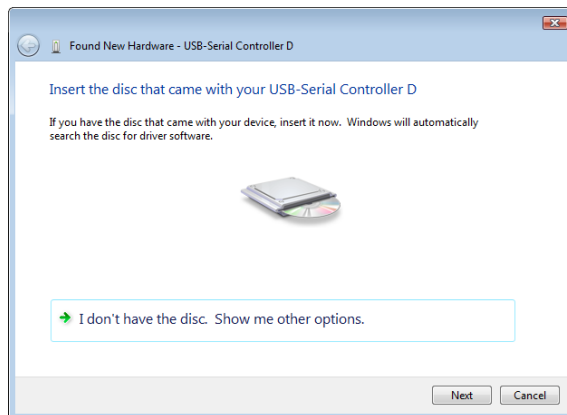 Found New Hardware - USB-Serial Controller D
Insert the disc that came with your USB-Serial Controller D
If you have the disc that came with your device, insert it now.  Windows will automatically
search the disc for driver software.
I don't have the disc.  Show me other options.
Next
Cancel